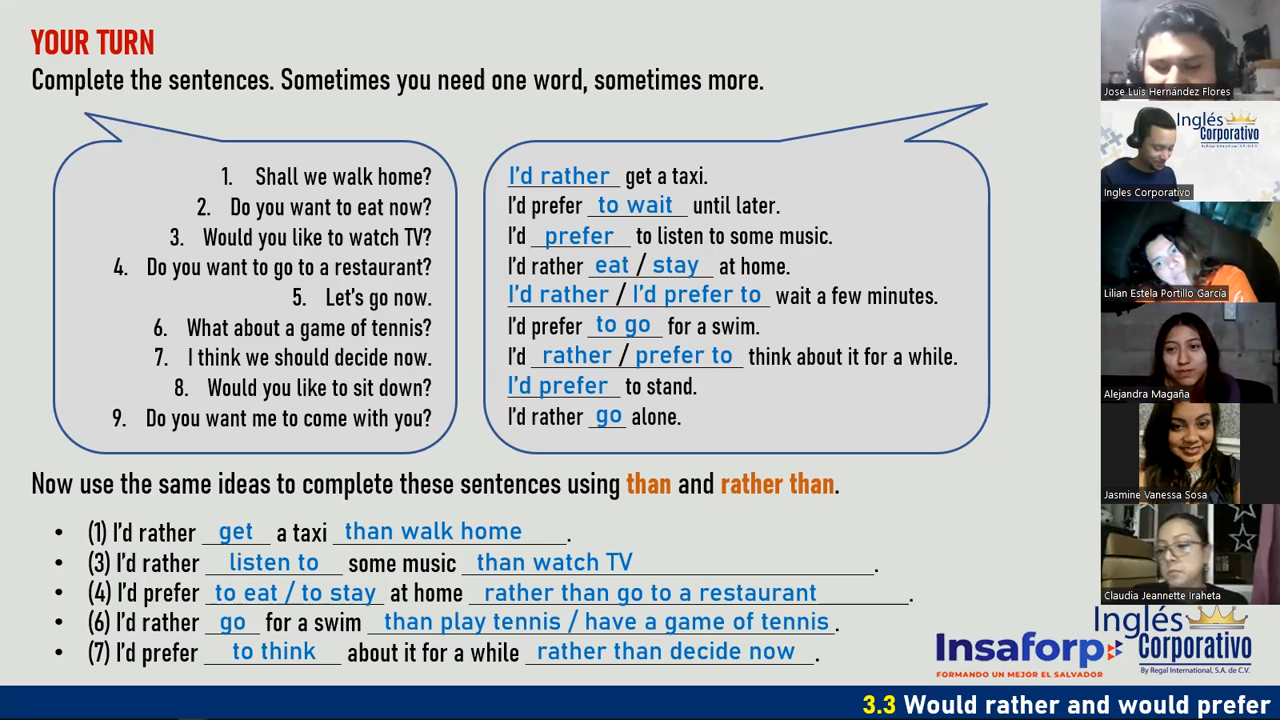 YOUR TURN
Complete the sentences. Sometimes you need one word, sometimes more.
1. Shall we walk home?
2. Do you want to eat now?
3. Would you like to watch TV?
4. Do you want to go to a restaurant?
5. Let's go now.
6. What about a game of tennis?
7. I think we should decide now.
8. Would you like to sit down?
9. Do you want me to come with you?
I'd rather get a taxi.
I'd prefer to wait until later.
I'd prefer to listen to some music.
I'd rather eat / stay at home.
I'd rather / I'd prefer to wait a few minutes.
I'd prefer to go for a swim.
I'd rather / prefer to think about it for a while.
I'd prefer to stand.
I'd rather go alone.
Now use the same ideas to complete these sentences using than and rather than.
• (1) I'd rather get a taxi than walk home.
• (3) I'd rather listen to some music than watch TV.
• (4) I'd prefer to eat / to stay at home rather than go to a restaurant.
• (6) I'd rather go for a swim than play tennis / have a game of tennis.
• (7) I'd prefer to think about it for a while rather than decide now.
Insaforp
FORMANDO UN MEJOR EL SALVADOR
Inglés
Corporativo
By Regal International, S.A. de C.V.
3.3 Would rather and would prefer
Jose Luis Hernández Flores
Inglés
Corporativo
By Regal International, S.A. de C.V.
Ingles Corporativo
Lilian Estela Portillo García
Alejandra Magaña
Jasmine Vanessa Sosa
Claudia Jeannette Iraheta